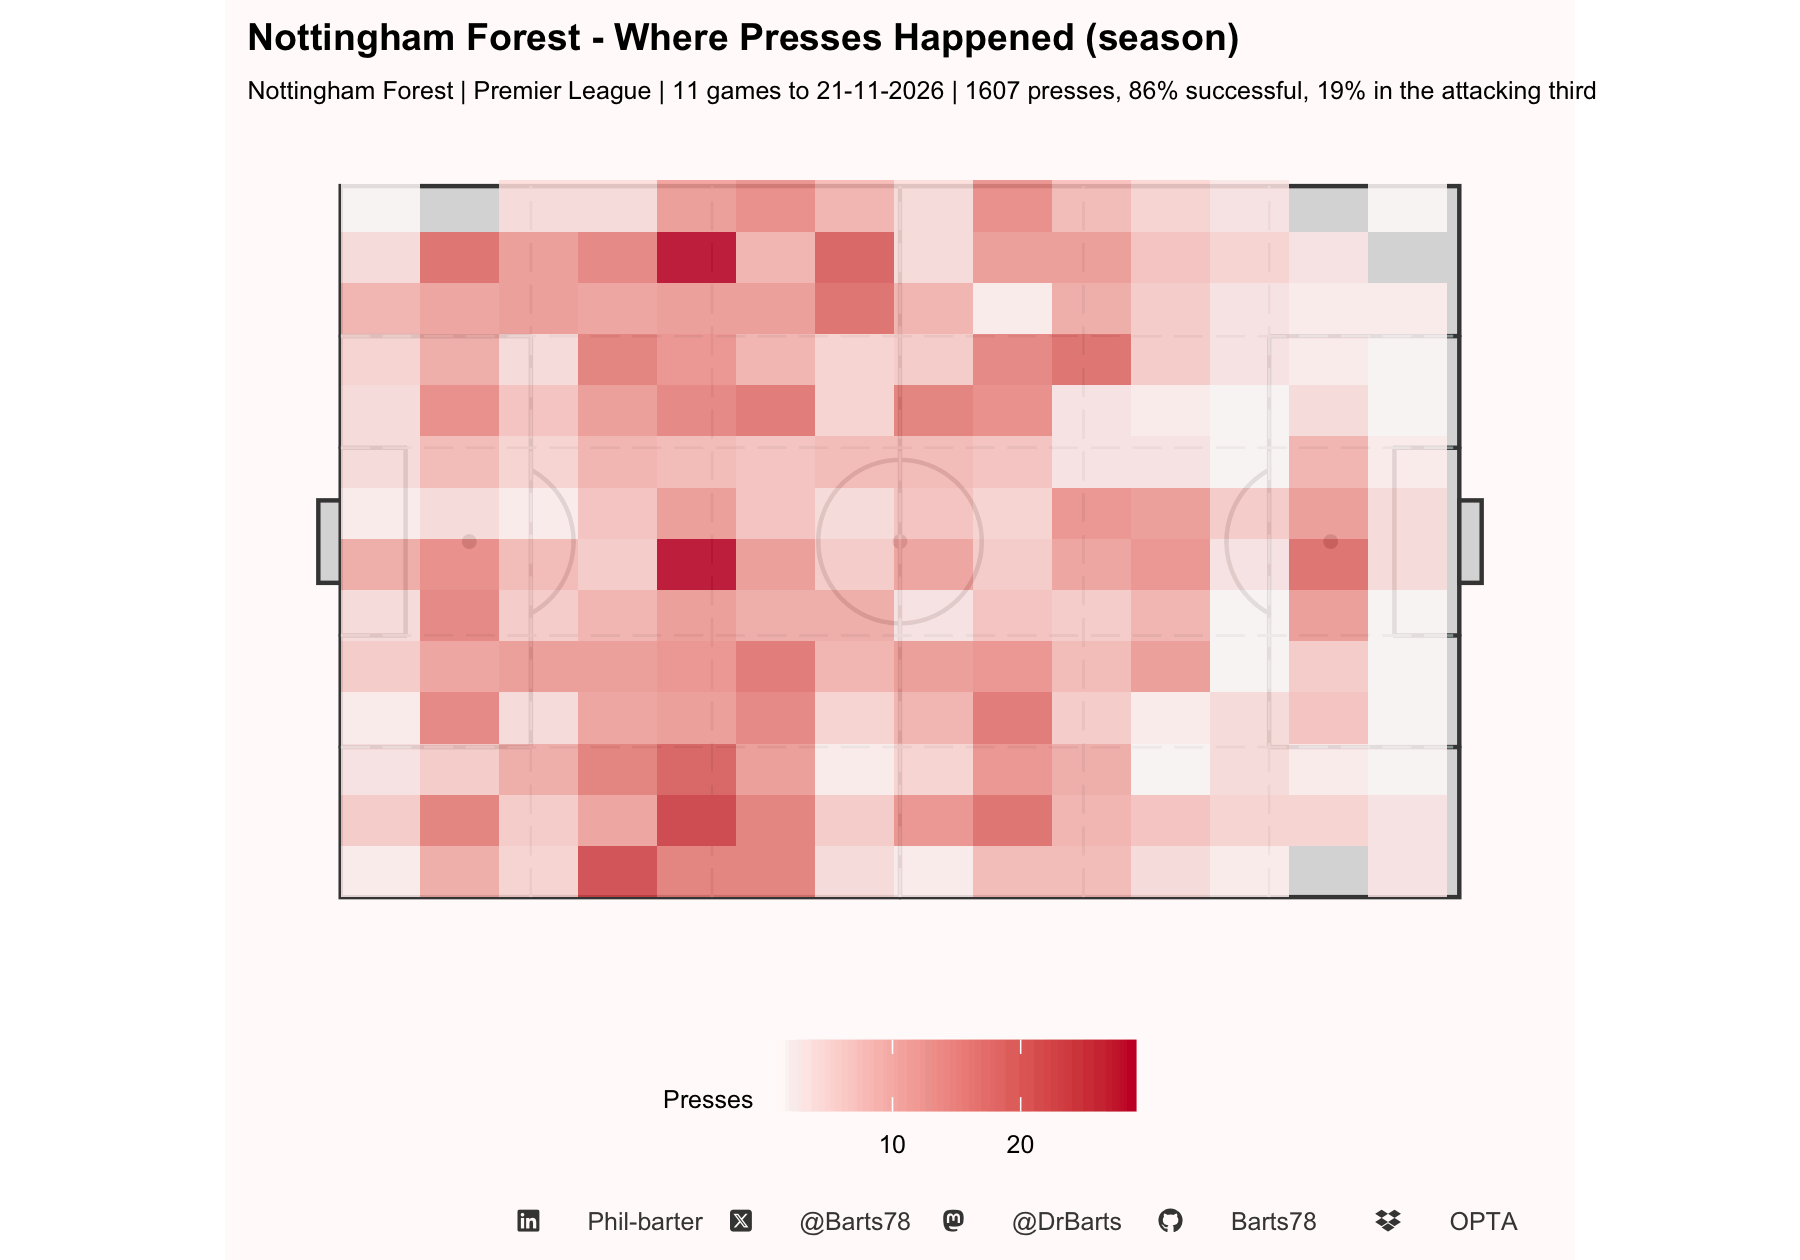 Nottingham Forest - Where Presses Happened (season)
Nottingham Forest | Premier League | 11 games to 21-11-2026 | 1607 presses, 86% successful, 19% in the attacking third
Presses
10 20
Phil-barter @Barts78 @DrBarts Barts78 OPTA